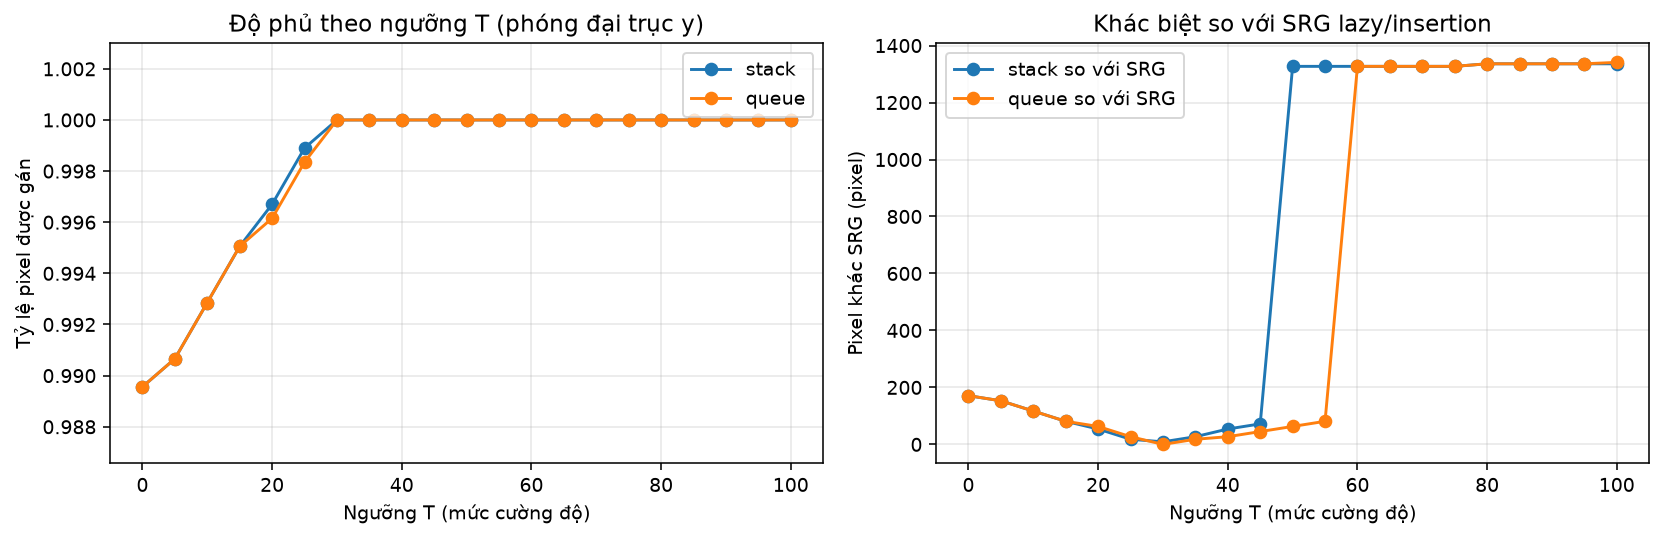 Độ phủ theo ngưỡng T (phóng đại trục y)
1.002
1.000
0.998
0.996
0.994
0.992
0.990
0.988
Tỷ lệ pixel được gán
stack
queue
0 20 40 60 80 100
Ngưỡng T (mức cường độ)
Khác biệt so với SRG lazy/insertion
1400
1200
1000
800
600
400
200
0
Pixel khác SRG (pixel)
stack so với SRG
queue so với SRG
0 20 40 60 80 100
Ngưỡng T (mức cường độ)